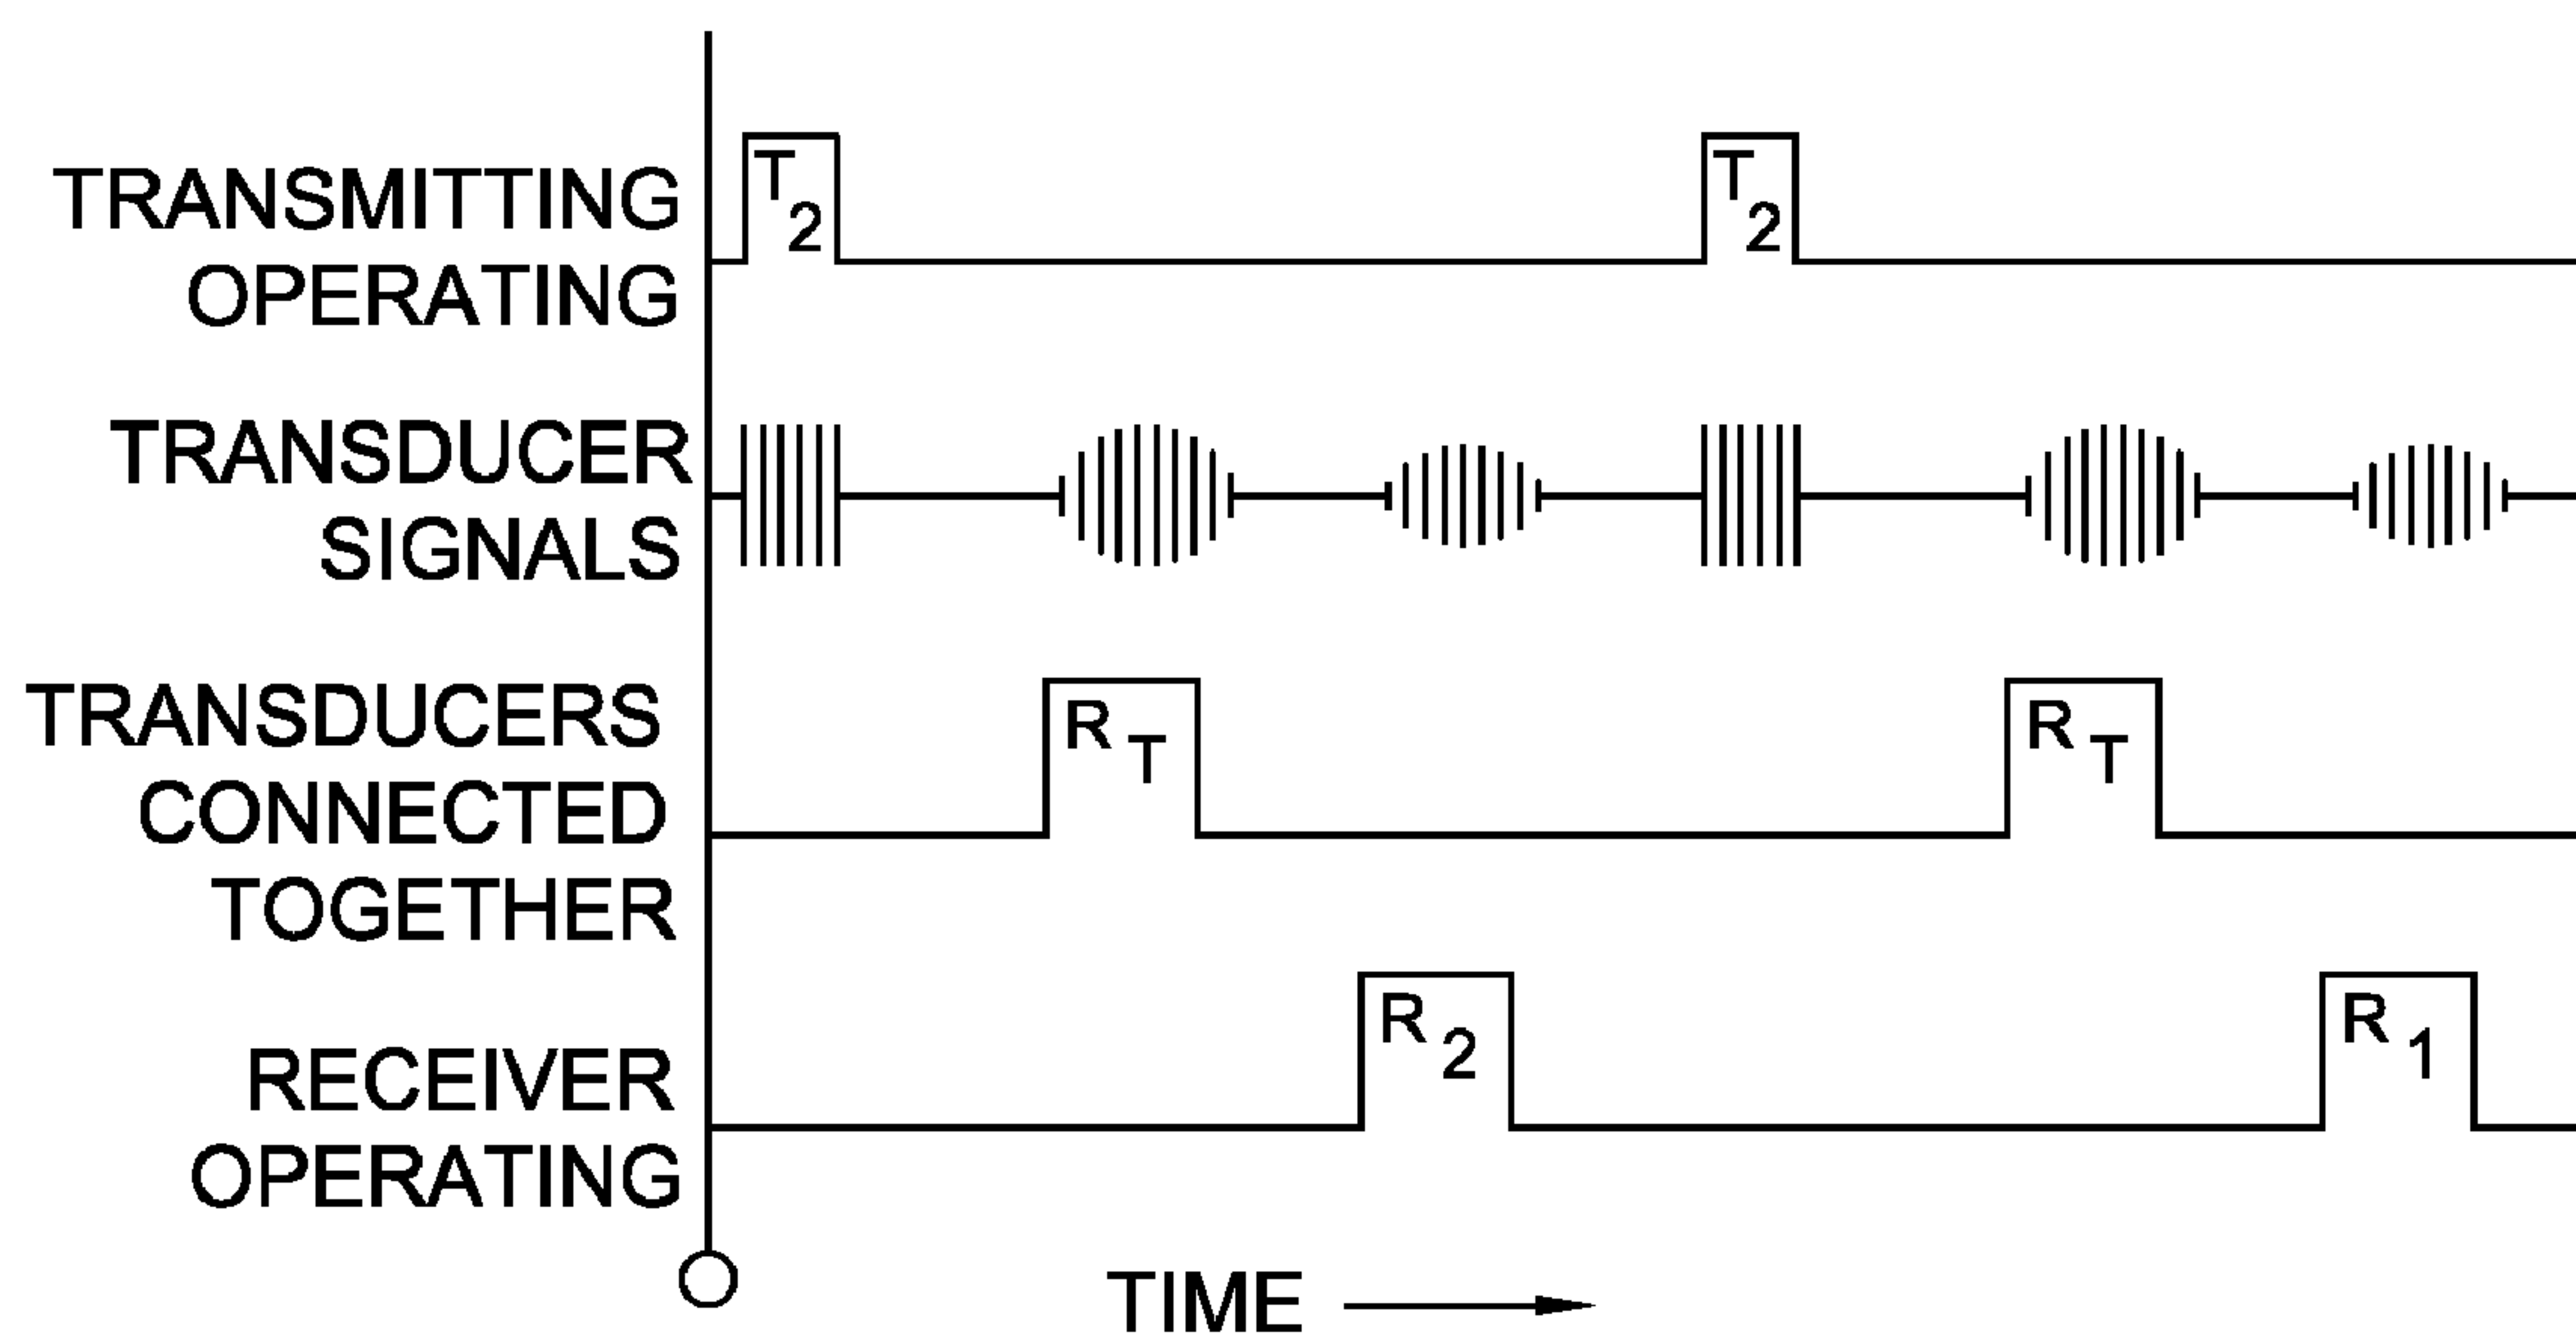 T2 T2
TRANSMITTING
OPERATING
TRANSDUCER
SIGNALS
TRANSDUCERS
CONNECTED
TOGETHER
RT RT
RECEIVER
OPERATING
R2 R1
O
TIME